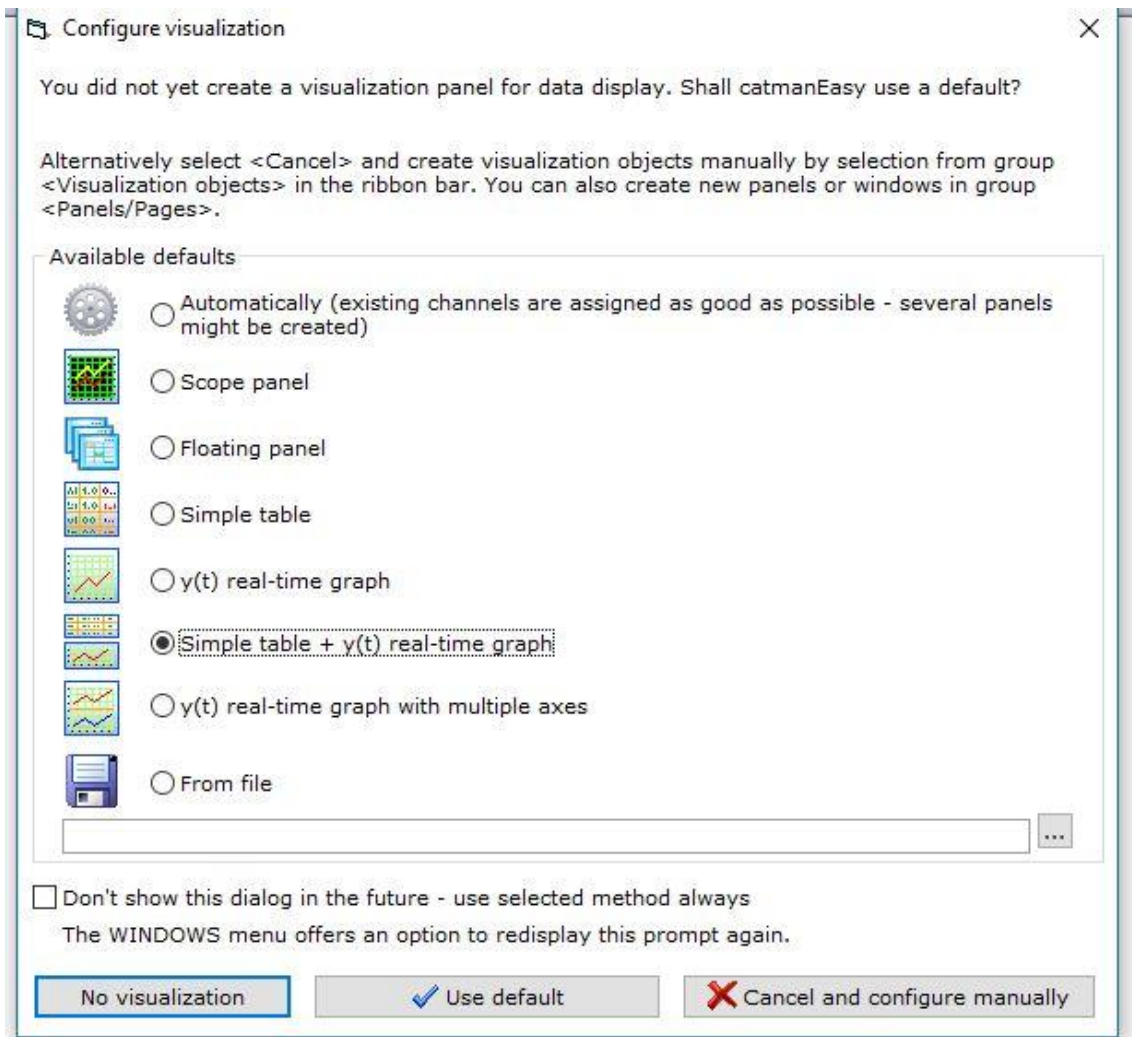 Configure visualization
You did not yet create a visualization panel for data display. Shall catmanEasy use a default?
Alternatively select <Cancel> and create visualization objects manually by selection from group
<Visualization objects> in the ribbon bar. You can also create new panels or windows in group
<Panels/Pages>.
Available defaults
Automatically (existing channels are assigned as good as possible - several panels
might be created)
Scope panel
Floating panel
Simple table
y(t) real-time graph
Simple table + y(t) real-time graph
y(t) real-time graph with multiple axes
From file
...
Don't show this dialog in the future - use selected method always
The WINDOWS menu offers an option to redisplay this prompt again.
No visualization
Use default
Cancel and configure manually